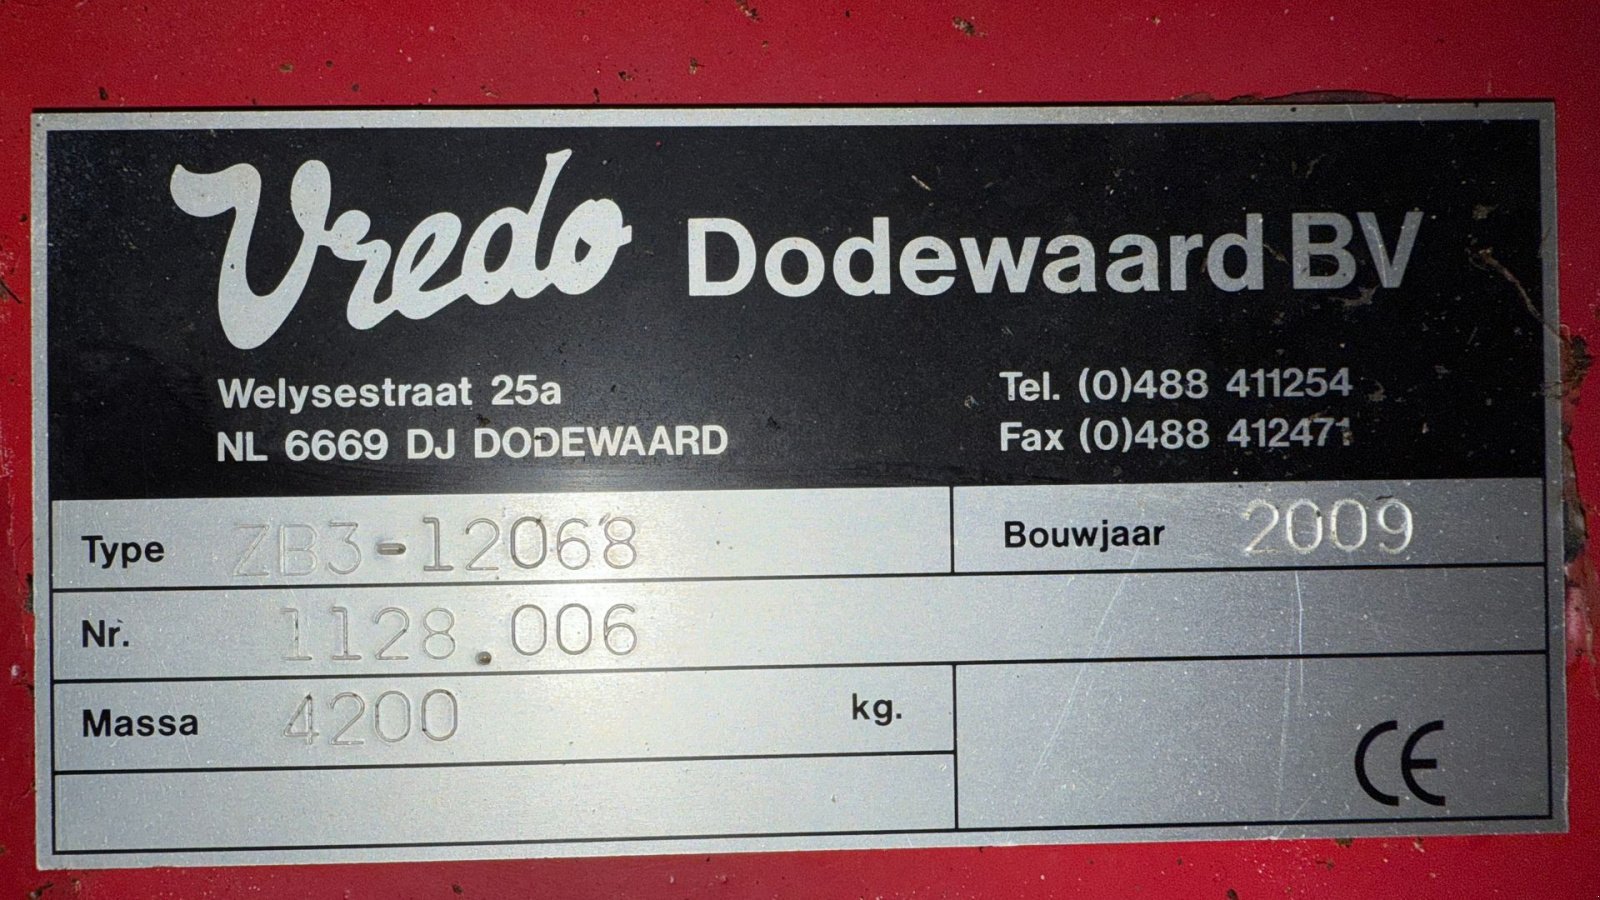 Vredo Dodewaard BV
Welysestraat 25a
NL 6669 DJ DODEWAARD
Tel. (0)488 411254
Fax (0)488 412471
Type ZB3-12068
Bouwjaar 2009
Nr. 1128.006
Massa 4200 kg.
CE